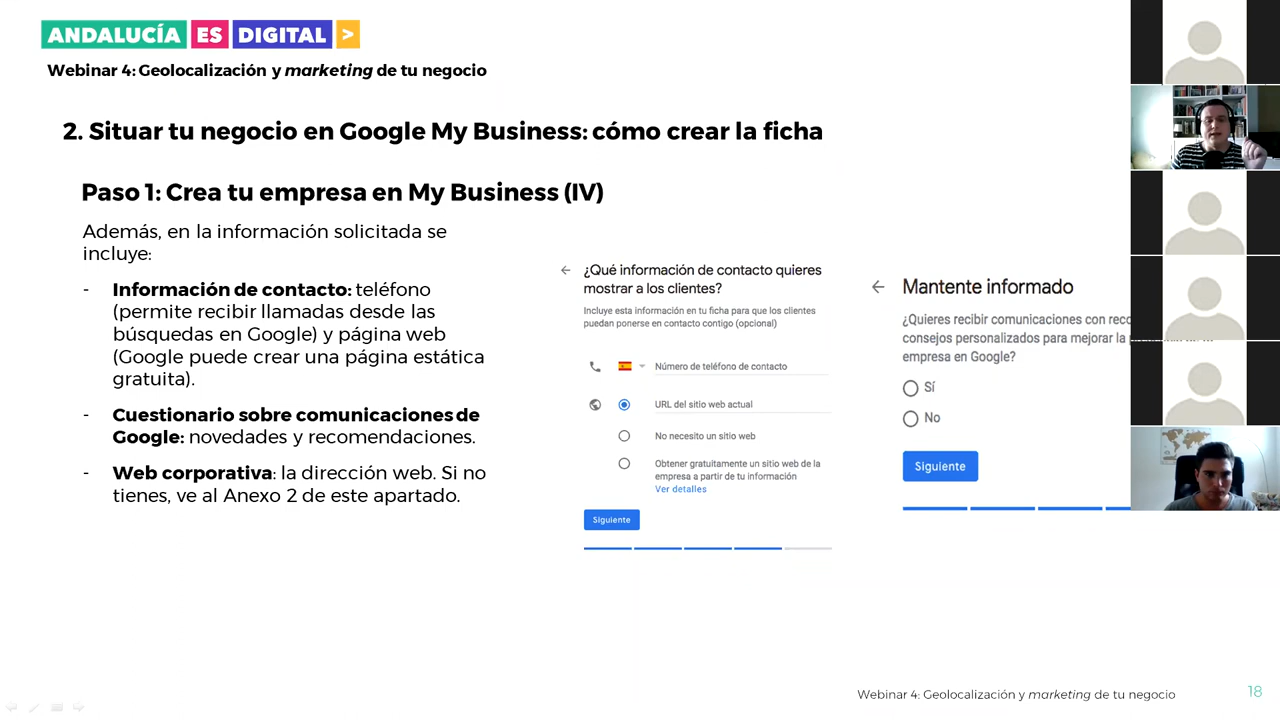 ANDALUCÍA ES DIGITAL >
Webinar 4: Geolocalización y marketing de tu negocio
2. Situar tu negocio en Google My Business: cómo crear la ficha
Paso 1: Crea tu empresa en My Business (IV)
Además, en la información solicitada se
incluye:
- Información de contacto: teléfono
(permite recibir llamadas desde las
búsquedas en Google) y página web
(Google puede crear una página estática
gratuita).
- Cuestionario sobre comunicaciones de
Google: novedades y recomendaciones.
- Web corporativa: la dirección web. Si no
tienes, ve al Anexo 2 de este apartado.
¿Qué información de contacto quieres
mostrar a los clientes?
Incluye esta información en tu ficha para que los clientes
puedan ponerse en contacto contigo (opcional)
Número de teléfono de contacto
URL del sitio web actual
No necesito un sitio web
Obtener gratuitamente un sitio web de la
empresa a partir de tu información
Ver detalles
Siguiente
Mantente informado
¿Quieres recibir comunicaciones con
consejos personalizados para mejorar la
empresa en Google?
Sí
No
Siguiente
Webinar 4: Geolocalización y marketing de tu negocio
18